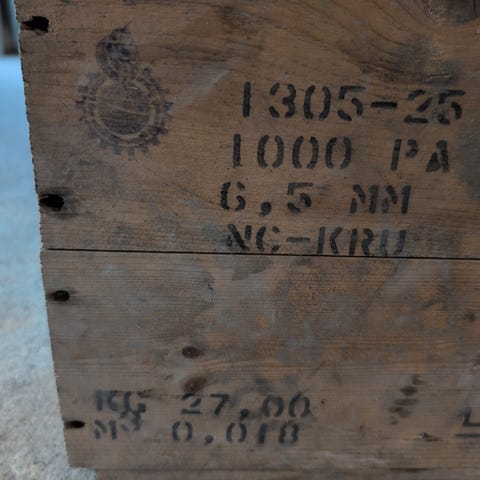 1305-25
1000 PA
6,5 MM
NC-KRU
KG 27,00
M³ 0,018